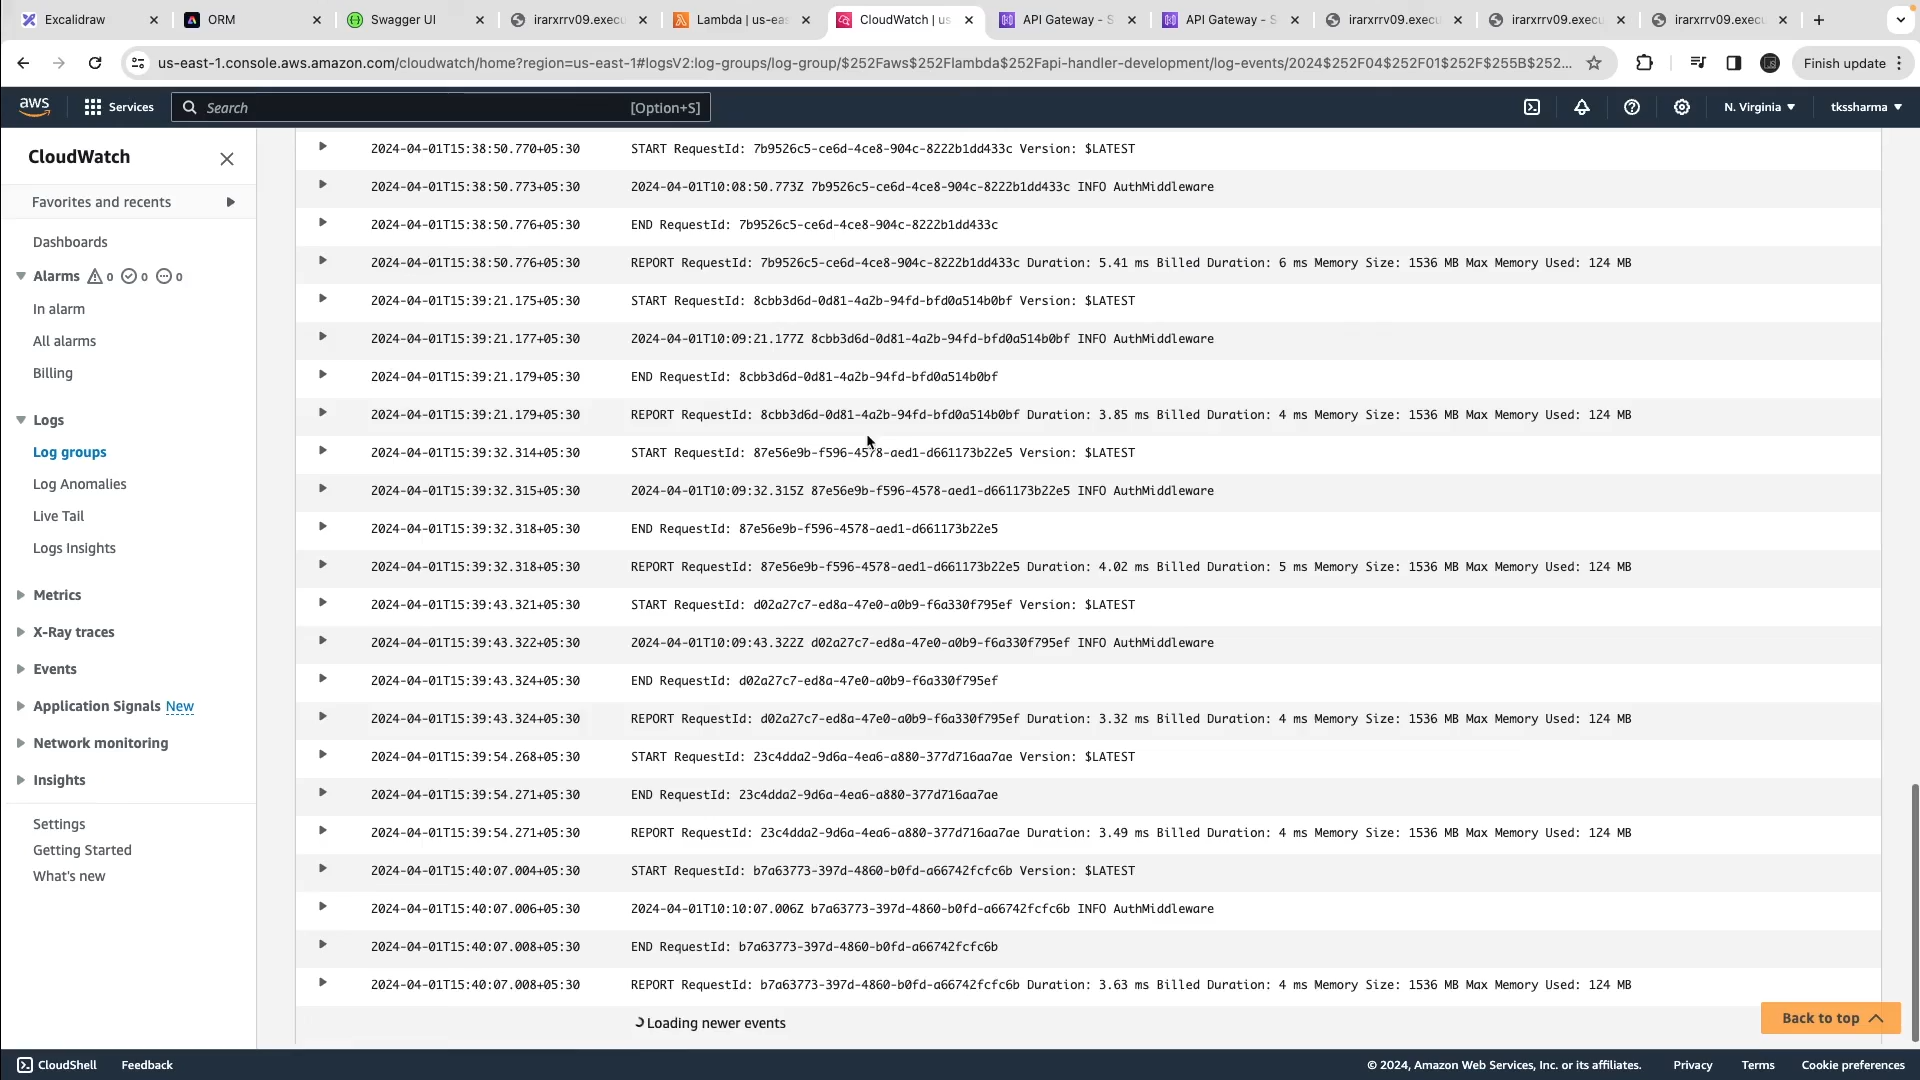 Excalidraw
ORM
Swagger UI
irarxrrv09.execu
Lambda | us-eas
CloudWatch | us
API Gateway - S
API Gateway - S
irarxrrv09.execu
irarxrrv09.execu
irarxrrv09.execu
us-east-1.console.aws.amazon.com/cloudwatch/home?region=us-east-1#logsV2:log-groups/log-group/$252Faws$252Flambda$252Fapi-handler-development/log-events/2024$252F04$252F01$252F$255B$252...
Finish update
aws
Services
Search
[Option+S]
N. Virginia
tkssharma
CloudWatch
Favorites and recents
Dashboards
Alarms 0 0 0
In alarm
All alarms
Billing
Logs
Log groups
Log Anomalies
Live Tail
Logs Insights
Metrics
X-Ray traces
Events
Application Signals New
Network monitoring
Insights
Settings
Getting Started
What's new
2024-04-01T15:38:50.770+05:30 START RequestId: 7b9526c5-ce6d-4ce8-904c-8222b1dd433c Version: $LATEST
2024-04-01T15:38:50.773+05:30 2024-04-01T10:08:50.773Z 7b9526c5-ce6d-4ce8-904c-8222b1dd433c INFO AuthMiddleware
2024-04-01T15:38:50.776+05:30 END RequestId: 7b9526c5-ce6d-4ce8-904c-8222b1dd433c
2024-04-01T15:38:50.776+05:30 REPORT RequestId: 7b9526c5-ce6d-4ce8-904c-8222b1dd433c Duration: 5.41 ms Billed Duration: 6 ms Memory Size: 1536 MB Max Memory Used: 124 MB
2024-04-01T15:39:21.175+05:30 START RequestId: 8cbb3d6d-0d81-4a2b-94fd-bfd0a514b0bf Version: $LATEST
2024-04-01T15:39:21.177+05:30 2024-04-01T10:09:21.177Z 8cbb3d6d-0d81-4a2b-94fd-bfd0a514b0bf INFO AuthMiddleware
2024-04-01T15:39:21.179+05:30 END RequestId: 8cbb3d6d-0d81-4a2b-94fd-bfd0a514b0bf
2024-04-01T15:39:21.179+05:30 REPORT RequestId: 8cbb3d6d-0d81-4a2b-94fd-bfd0a514b0bf Duration: 3.85 ms Billed Duration: 4 ms Memory Size: 1536 MB Max Memory Used: 124 MB
2024-04-01T15:39:32.314+05:30 START RequestId: 87e56e9b-f596-4578-aed1-d661173b22e5 Version: $LATEST
2024-04-01T15:39:32.315+05:30 2024-04-01T10:09:32.315Z 87e56e9b-f596-4578-aed1-d661173b22e5 INFO AuthMiddleware
2024-04-01T15:39:32.318+05:30 END RequestId: 87e56e9b-f596-4578-aed1-d661173b22e5
2024-04-01T15:39:32.318+05:30 REPORT RequestId: 87e56e9b-f596-4578-aed1-d661173b22e5 Duration: 4.02 ms Billed Duration: 5 ms Memory Size: 1536 MB Max Memory Used: 124 MB
2024-04-01T15:39:43.321+05:30 START RequestId: d02a27c7-ed8a-47e0-a0b9-f6a330f795ef Version: $LATEST
2024-04-01T15:39:43.322+05:30 2024-04-01T10:09:43.322Z d02a27c7-ed8a-47e0-a0b9-f6a330f795ef INFO AuthMiddleware
2024-04-01T15:39:43.324+05:30 END RequestId: d02a27c7-ed8a-47e0-a0b9-f6a330f795ef
2024-04-01T15:39:43.324+05:30 REPORT RequestId: d02a27c7-ed8a-47e0-a0b9-f6a330f795ef Duration: 3.32 ms Billed Duration: 4 ms Memory Size: 1536 MB Max Memory Used: 124 MB
2024-04-01T15:39:54.268+05:30 START RequestId: 23c4dda2-9d6a-4ea6-a880-377d716aa7ae Version: $LATEST
2024-04-01T15:39:54.271+05:30 END RequestId: 23c4dda2-9d6a-4ea6-a880-377d716aa7ae
2024-04-01T15:39:54.271+05:30 REPORT RequestId: 23c4dda2-9d6a-4ea6-a880-377d716aa7ae Duration: 3.49 ms Billed Duration: 4 ms Memory Size: 1536 MB Max Memory Used: 124 MB
2024-04-01T15:40:07.004+05:30 START RequestId: b7a63773-397d-4860-b0fd-a66742fcfc6b Version: $LATEST
2024-04-01T15:40:07.006+05:30 2024-04-01T10:10:07.006Z b7a63773-397d-4860-b0fd-a66742fcfc6b INFO AuthMiddleware
2024-04-01T15:40:07.008+05:30 END RequestId: b7a63773-397d-4860-b0fd-a66742fcfc6b
2024-04-01T15:40:07.008+05:30 REPORT RequestId: b7a63773-397d-4860-b0fd-a66742fcfc6b Duration: 3.63 ms Billed Duration: 4 ms Memory Size: 1536 MB Max Memory Used: 124 MB
Loading newer events
Back to top
CloudShell
Feedback
© 2024, Amazon Web Services, Inc. or its affiliates.
Privacy
Terms
Cookie preferences